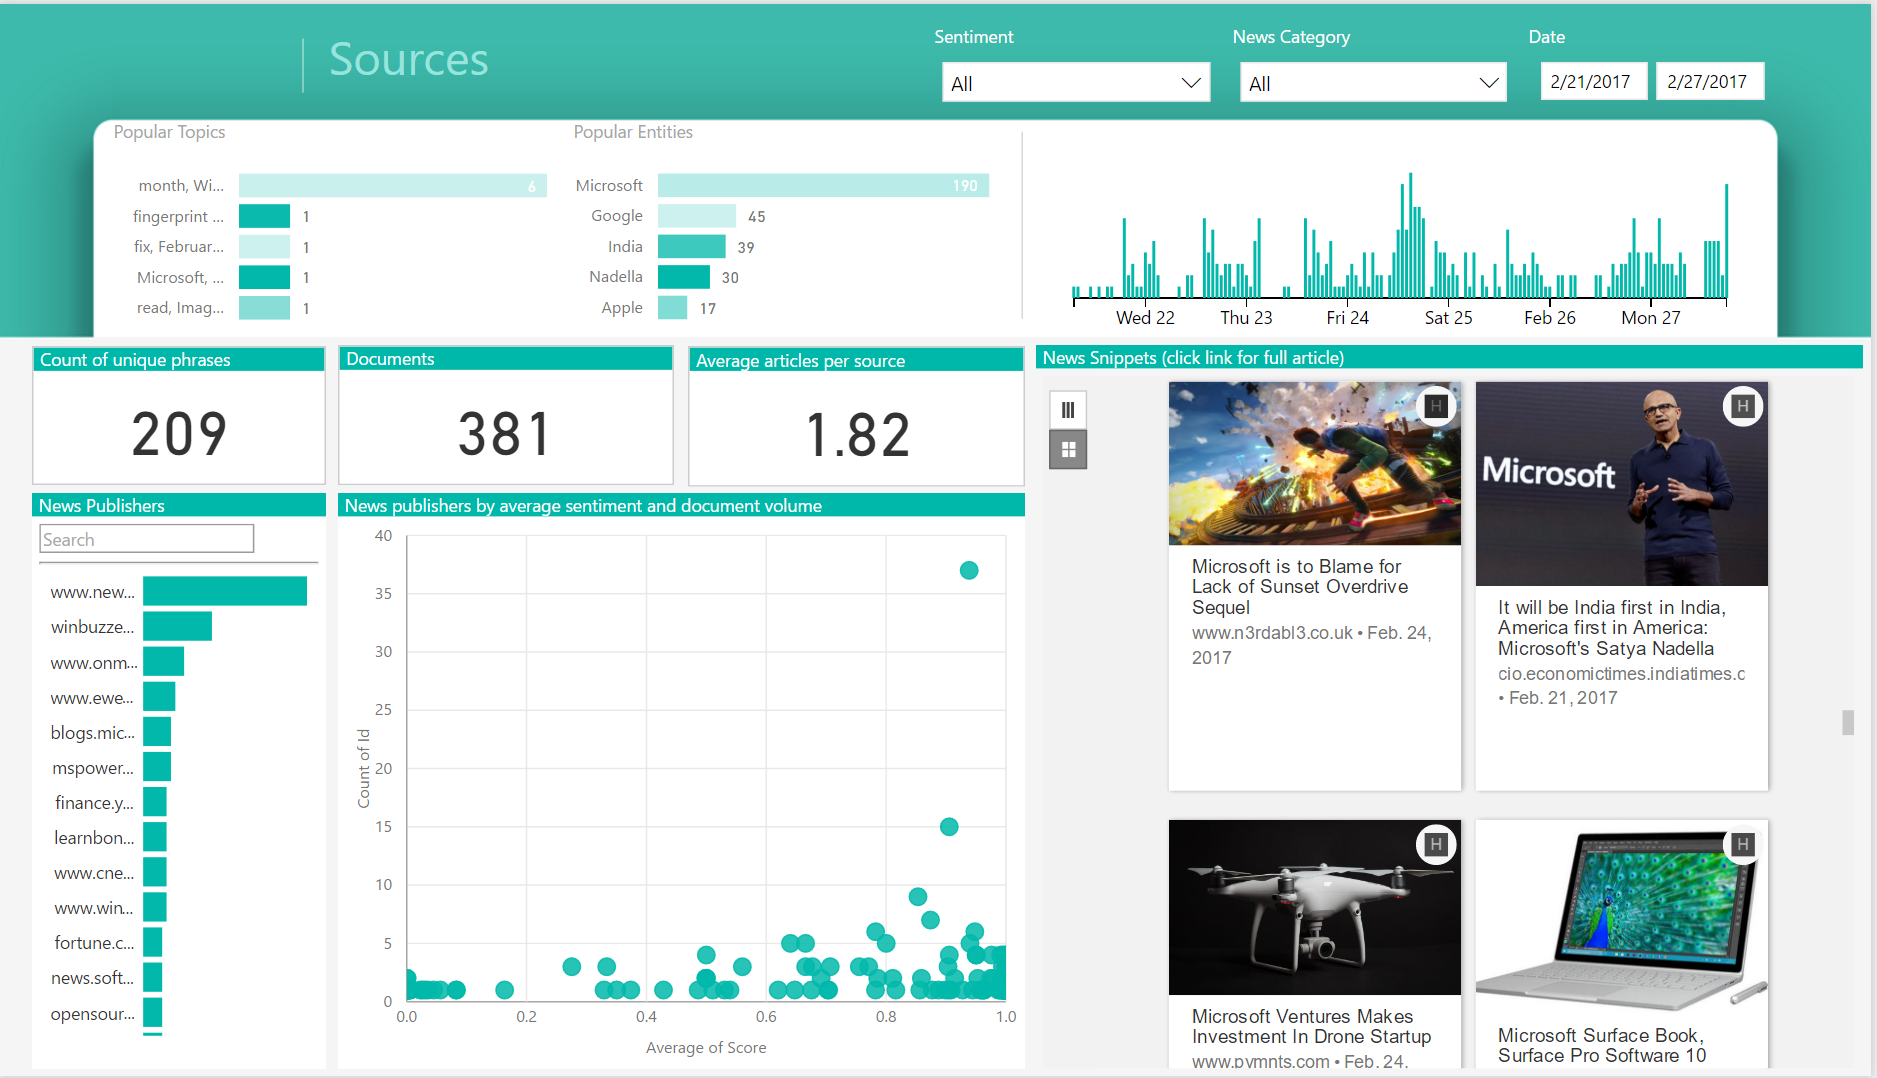 Sources
Sentiment
All
News Category
All
Date
2/21/2017
2/27/2017
Popular Topics
month, Wi...
6
fingerprint ...
1
fix, Februar...
1
Microsoft, ...
1
read, Imag...
1
Popular Entities
Microsoft
190
Google
45
India
39
Nadella
30
Apple
17
Wed 22
Thu 23
Fri 24
Sat 25
Feb 26
Mon 27
Count of unique phrases
209
Documents
381
Average articles per source
1.82
News Publishers
Search
www.new...
winbuzze...
www.onm...
www.ewe...
blogs.mic...
mspower...
finance.y...
learnbon...
www.cne...
www.win...
fortune.c...
news.soft...
opensour...
News publishers by average sentiment and document volume
Count of Id
40
35
30
25
20
15
10
5
0
0.0
0.2
0.4
0.6
0.8
1.0
Average of Score
News Snippets (click link for full article)
H
Microsoft is to Blame for
Lack of Sunset Overdrive
Sequel
www.n3rdabl3.co.uk • Feb. 24,
2017
H
Microsoft
It will be India first in India,
America first in America:
Microsoft's Satya Nadella
cio.economictimes.indiatimes.c
• Feb. 21, 2017
H
Microsoft Ventures Makes
Investment In Drone Startup
www.pymnts.com • Feb. 24,
H
Microsoft Surface Book,
Surface Pro Software 10